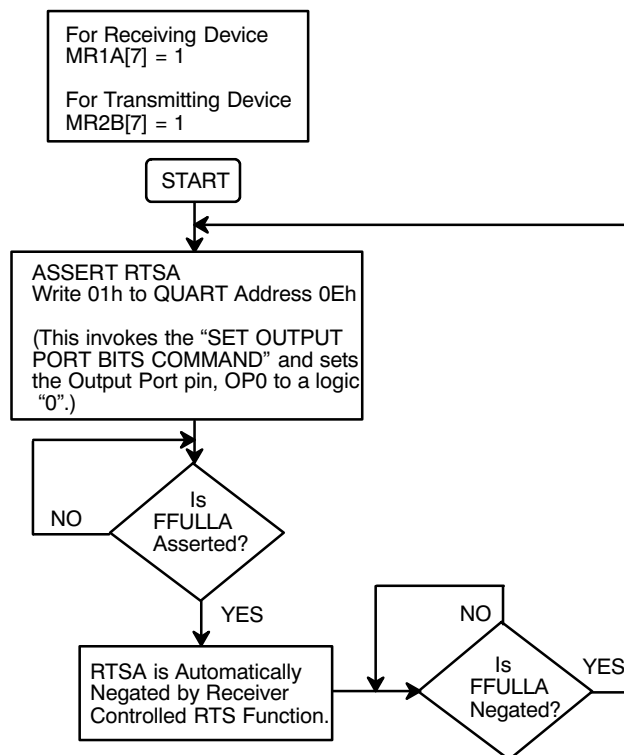 For Receiving Device
MR1A[7] = 1
For Transmitting Device
MR2B[7] = 1
START
ASSERT RTSA
Write 01h to QUART Address 0Eh
(This invokes the “SET OUTPUT
PORT BITS COMMAND” and sets
the Output Port pin, OP0 to a logic
“0”.)
Is
FFULLA
Asserted?
NO
YES
RTSA is Automatically
Negated by Receiver
Controlled RTS Function.
NO
Is
FFULLA
Negated?
YES